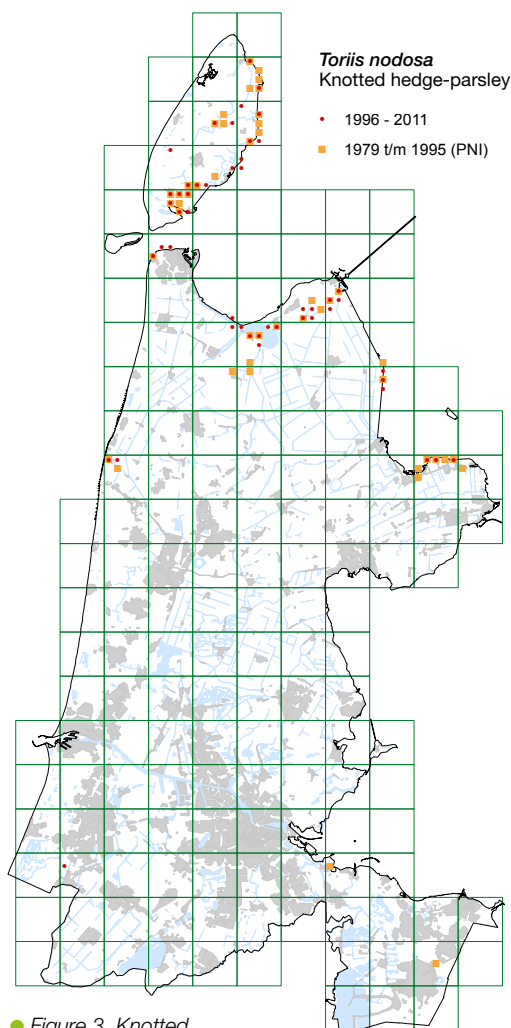 Toriis nodosa
Knotted hedge-parsley
1996 - 2011
1979 t/m 1995 (PNI)
Figure 3. Knotted